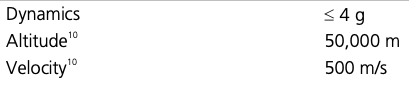 Dynamics ≤ 4 g
Altitude¹⁰ 50,000 m
Velocity¹⁰ 500 m/s